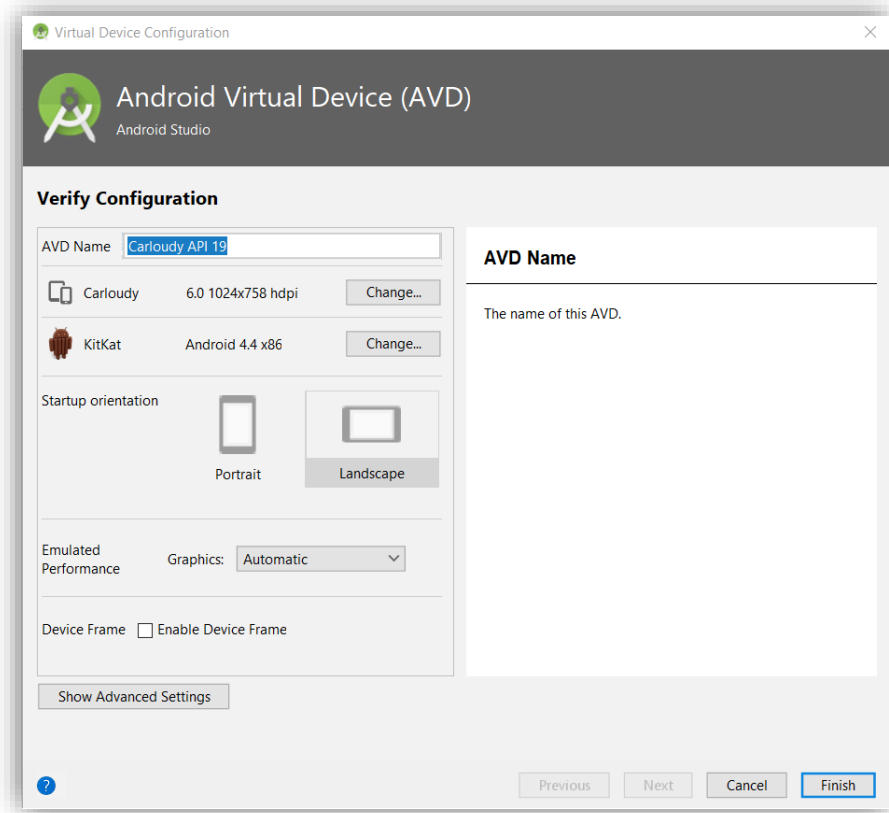 Virtual Device Configuration
Android Virtual Device (AVD)
Android Studio
Verify Configuration
AVD Name Carloudy API 19
Carloudy 6.0 1024x758 hdpi Change...
KitKat Android 4.4 x86 Change...
Startup orientation
Portrait Landscape
Emulated
Performance Graphics: Automatic
Device Frame Enable Device Frame
Show Advanced Settings
AVD Name
The name of this AVD.
? Previous Next Cancel Finish